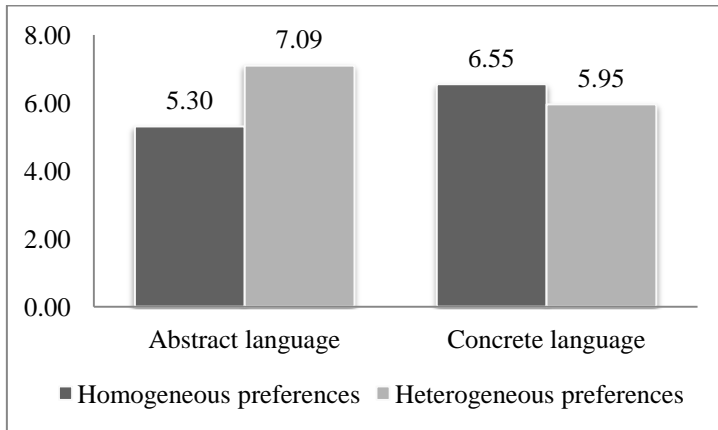 8.00
6.00
4.00
2.00
0.00
5.30
7.09
6.55
5.95
Abstract language
Concrete language
Homogeneous preferences
Heterogeneous preferences